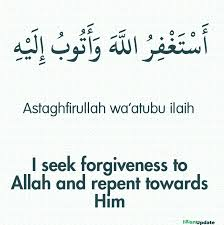 أَسْتَغْفِرُ اللَّهَ وَأَتُوبُ إِلَيْهِ
Astaghfirullah wa'atubu ilaih
I seek forgiveness to
Allah and repent towards
Him